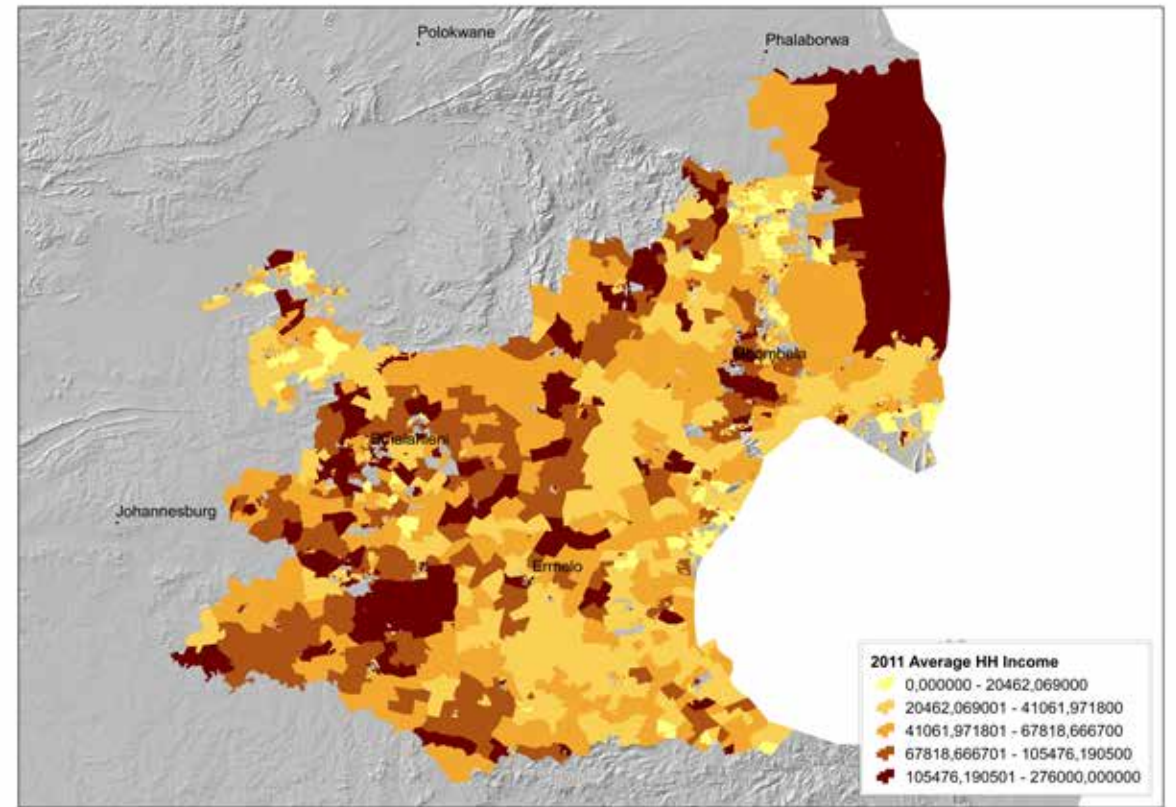 Polokwane
Phalaborwa
Johannesburg
Ermelo
2011 Average HH Income
0,000000 - 20462,069000
20462,069001 - 41061,971800
41061,971801 - 67818,666700
67818,666701 - 105476,190500
105476,190501 - 276000,000000